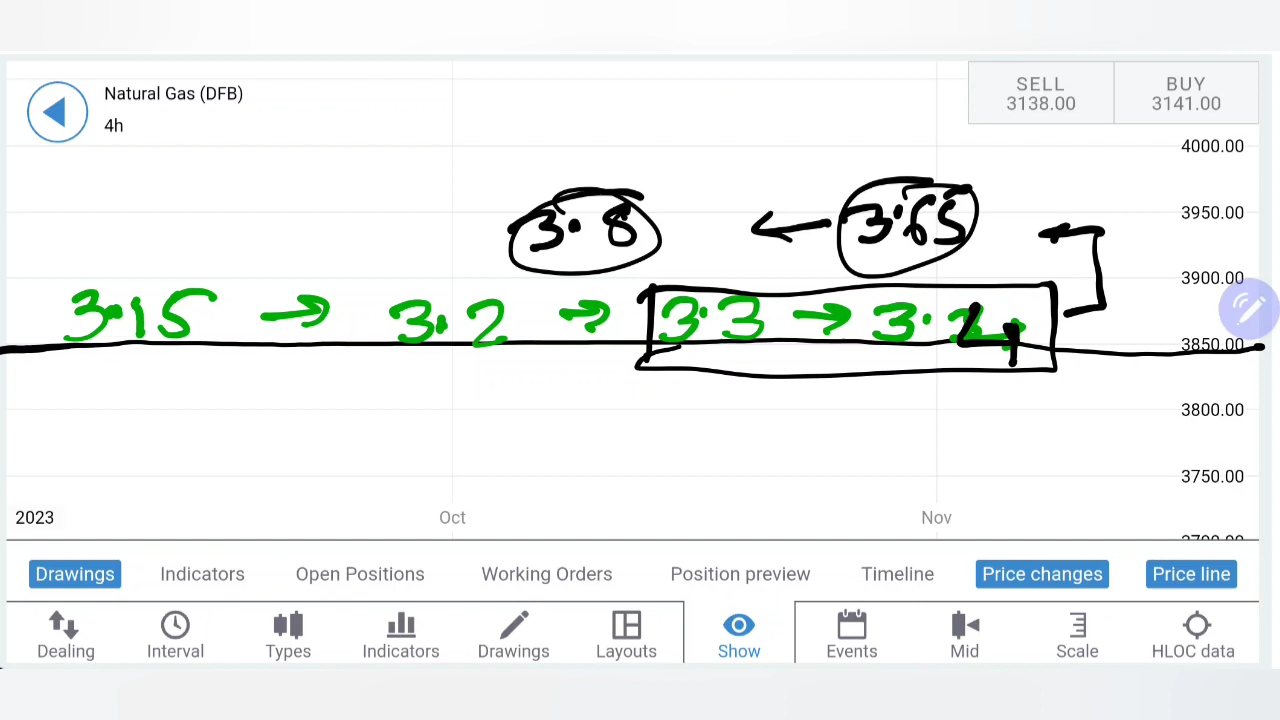 Natural Gas (DFB)
4h
SELL
3138.00
BUY
3141.00
4000.00
3950.00
3900.00
3850.00
3800.00
3750.00
3.8 ← 3.65
3.15 → 3.2 → 3.3 → 3.4
2023
Oct
Nov
Drawings
Indicators
Open Positions
Working Orders
Position preview
Timeline
Price changes
Price line
Dealing
Interval
Types
Indicators
Drawings
Layouts
Show
Events
Mid
Scale
HLOC data